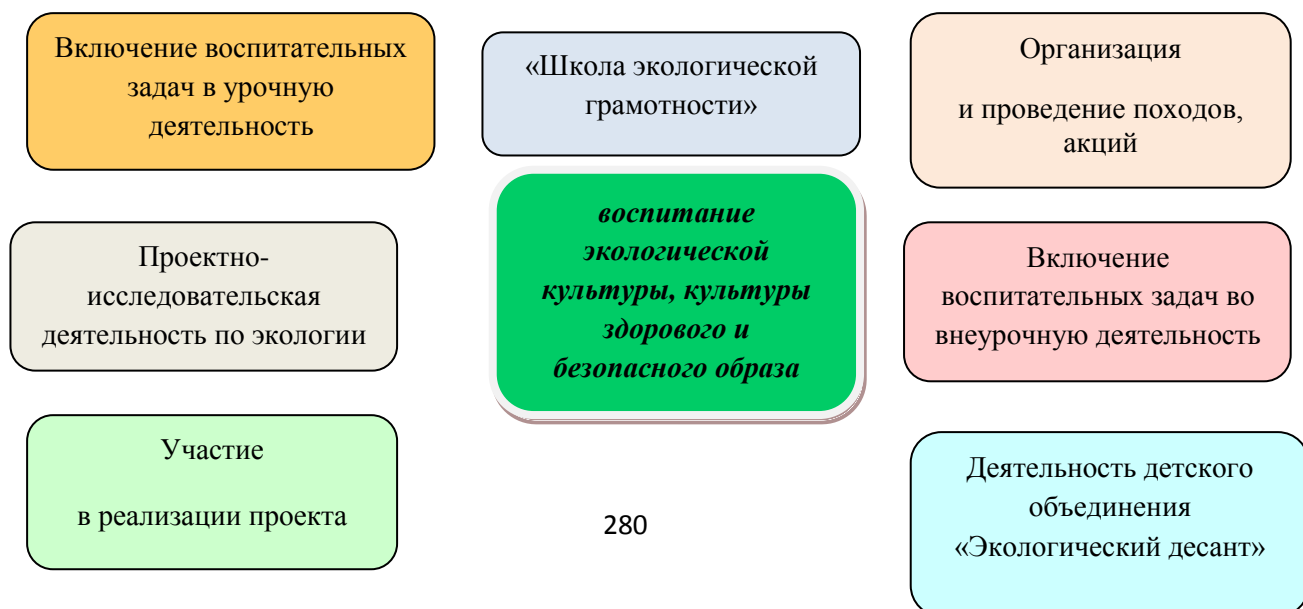 Включение воспитательных
задач в урочную
деятельность
«Школа экологической
грамотности»
Организация
и проведение походов,
акций
Проектно-
исследовательская
деятельность по экологии
воспитание
экологической
культуры, культуры
здорового и
безопасного образа
Включение
воспитательных задач во
внеурочную деятельность
Участие
в реализации проекта
280
Деятельность детского
объединения
«Экологический десант»